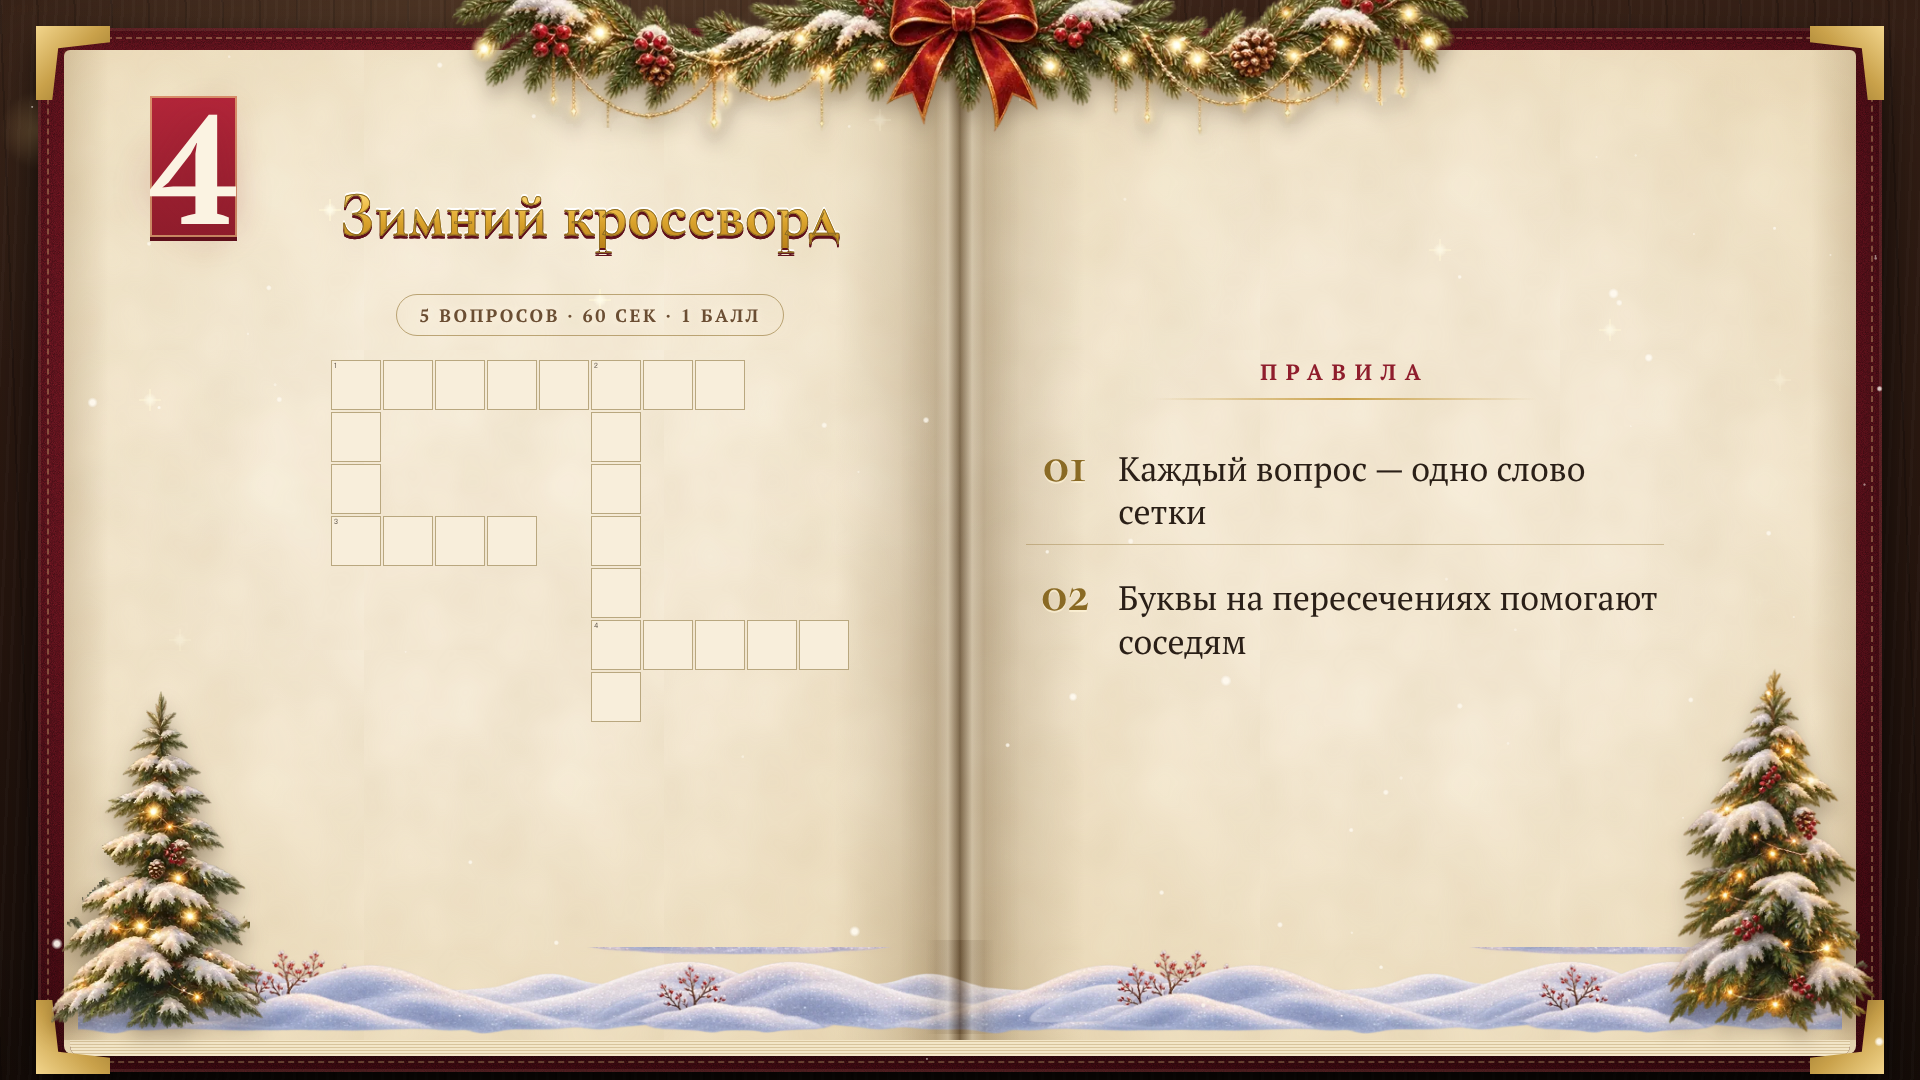 4
Зимний кроссворд
5 ВОПРОСОВ · 60 СЕК · 1 БАЛЛ
1
2
3
4
ПРАВИЛА
01 Каждый вопрос — одно слово
сетки
02 Буквы на пересечениях помогают
соседям